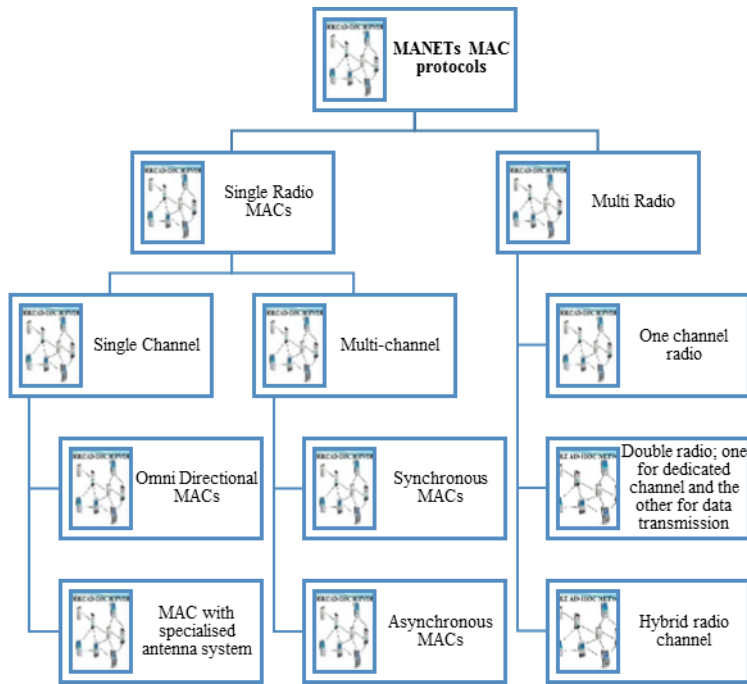 MANETs MAC
protocols
Single Radio
MACs
Multi Radio
Single Channel
Multi-channel
One channel
radio
Omni Directional
MACs
Synchronous
MACs
Double radio; one
for dedicated
channel and the
other for data
transmission
MAC with
specialised
antenna system
Asynchronous
MACs
Hybrid radio
channel